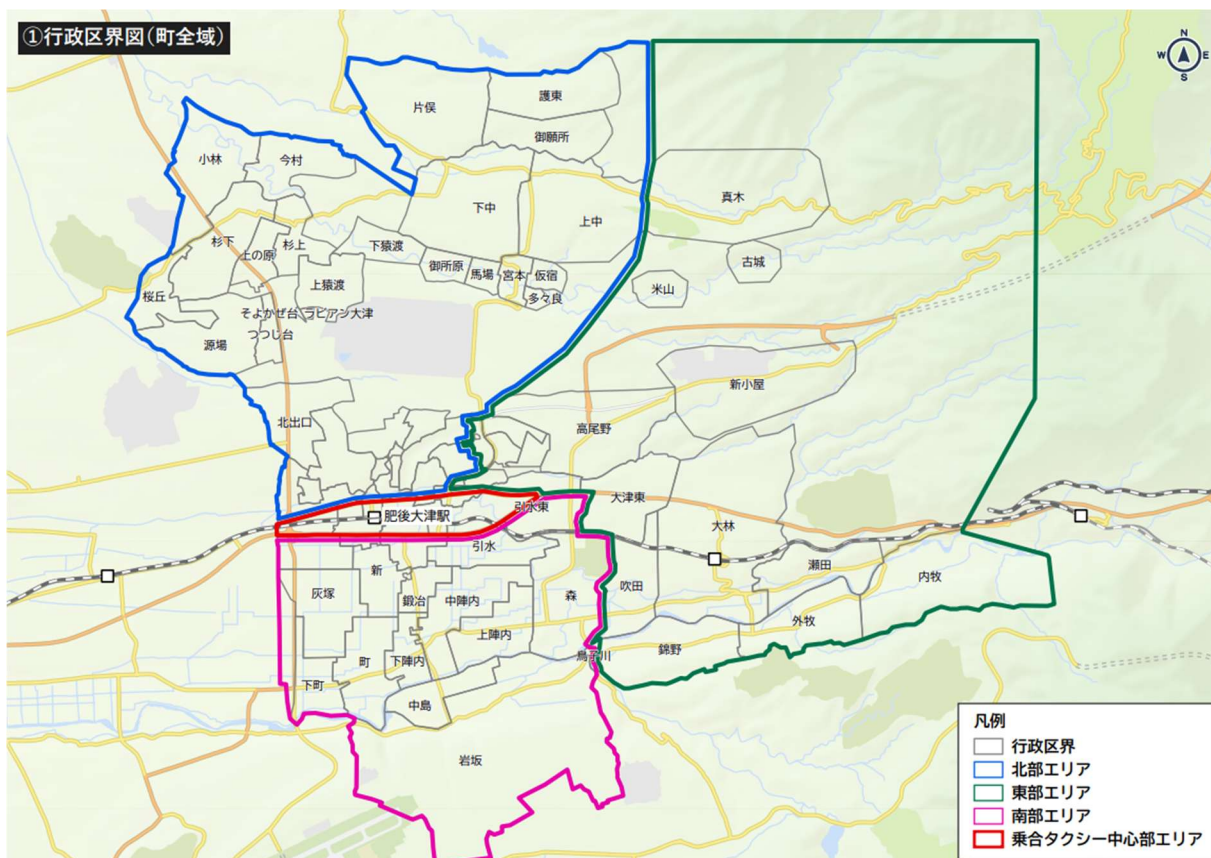 ①行政区界図(町全域)
N
W
E
S
護東
片俣
御願所
小林
今村
真木
下中
上中
杉下
杉上
下猿渡
上の原
古城
御所原
馬場
宮本
仮宿
上猿渡
米山
桜丘
多々良
そよかぜ台
ラビアン大津
つつじ台
源場
新小屋
北出口
高尾野
大津東
引水東
肥後大津駅
大林
引水
瀬田
新
内牧
吹田
灰塚
森
鍛冶
中陣内
外牧
上陣内
錦野
鳥子川
町
下陣内
下町
中島
岩坂
凡例
行政区界
北部エリア
東部エリア
南部エリア
乗合タクシー中心部エリア